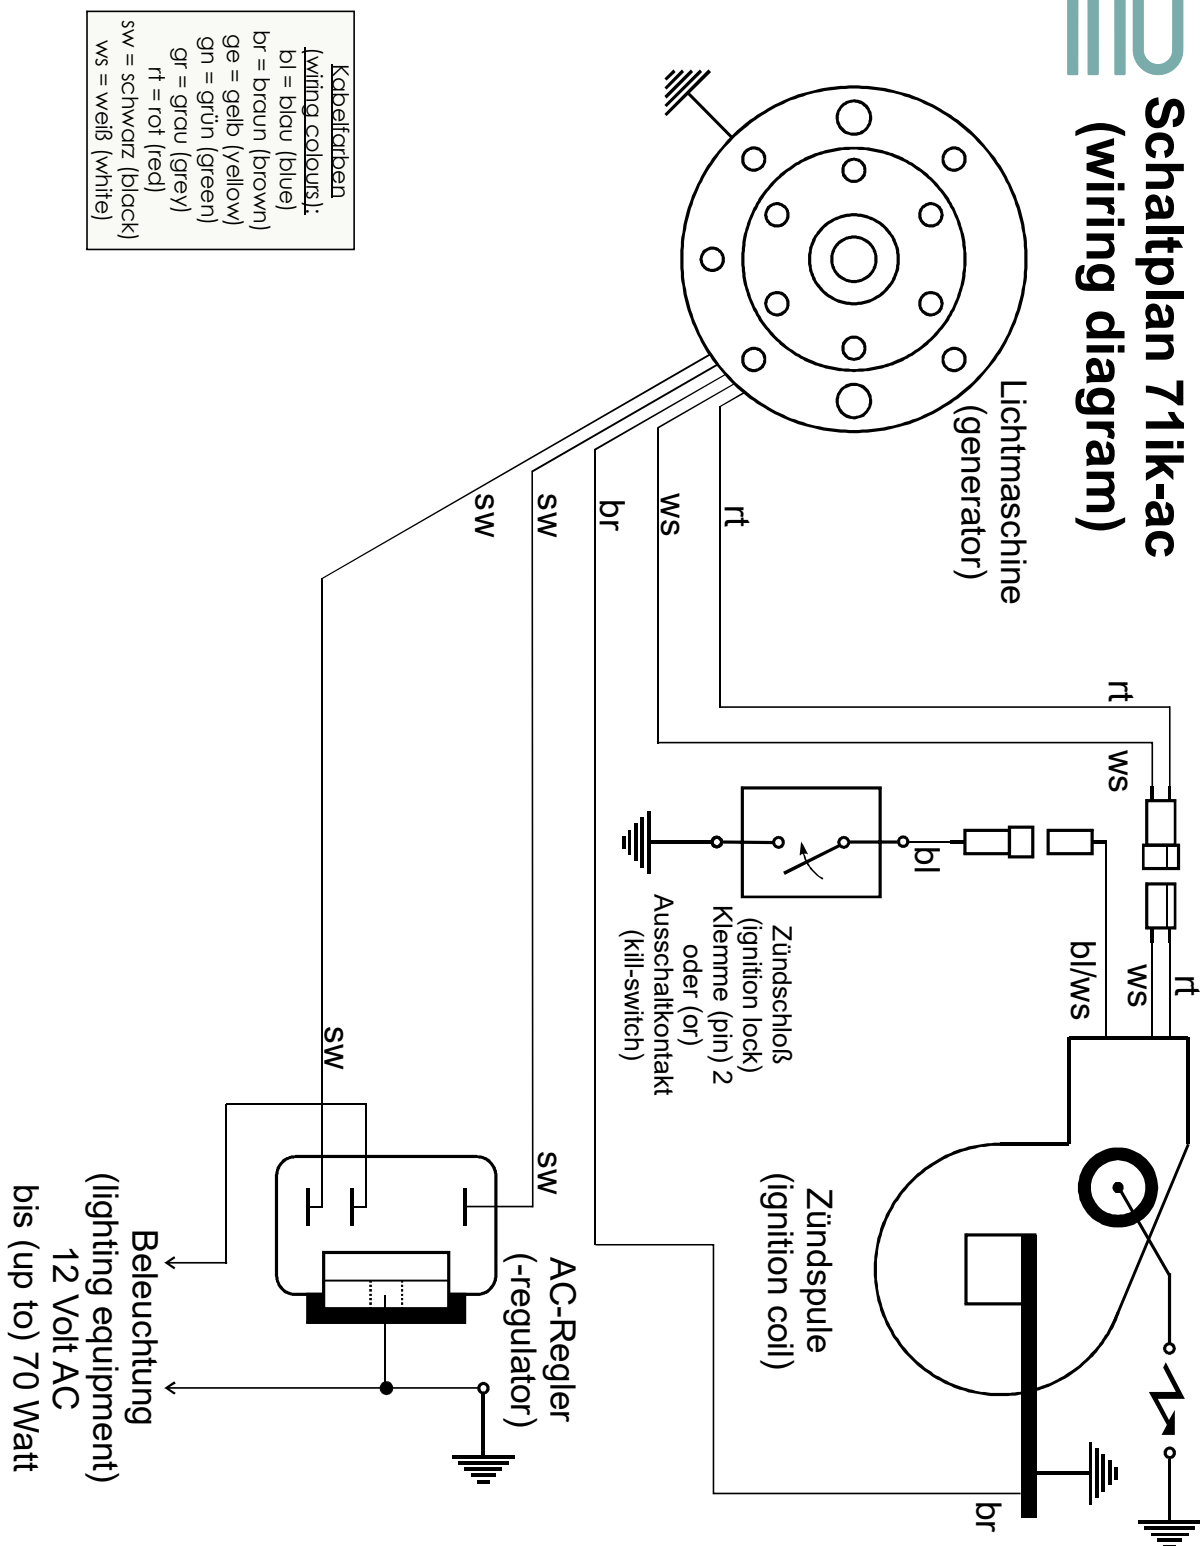 Schaltplan 71ik-ac
(wiring diagram)
Lichtmaschine
(generator)
rt
ws
br
sw
sw
rt
ws
rt
ws
bl/ws
bl
Zündschloß
(ignition lock)
Klemme (pin) 2
oder (or)
Ausschaltkontakt
(kill-switch)
Zündspule
(ignition coil)
br
sw
sw
AC-Regler
(-regulator)
Beleuchtung
(lighting equipment)
12 Volt AC
bis (up to) 70 Watt
Kabelfarben
(wiring colours):
bl = blau (blue)
br = braun (brown)
ge = gelb (yellow)
gn = grün (green)
gr = grau (grey)
rt = rot (red)
sw = schwarz (black)
ws = weiß (white)